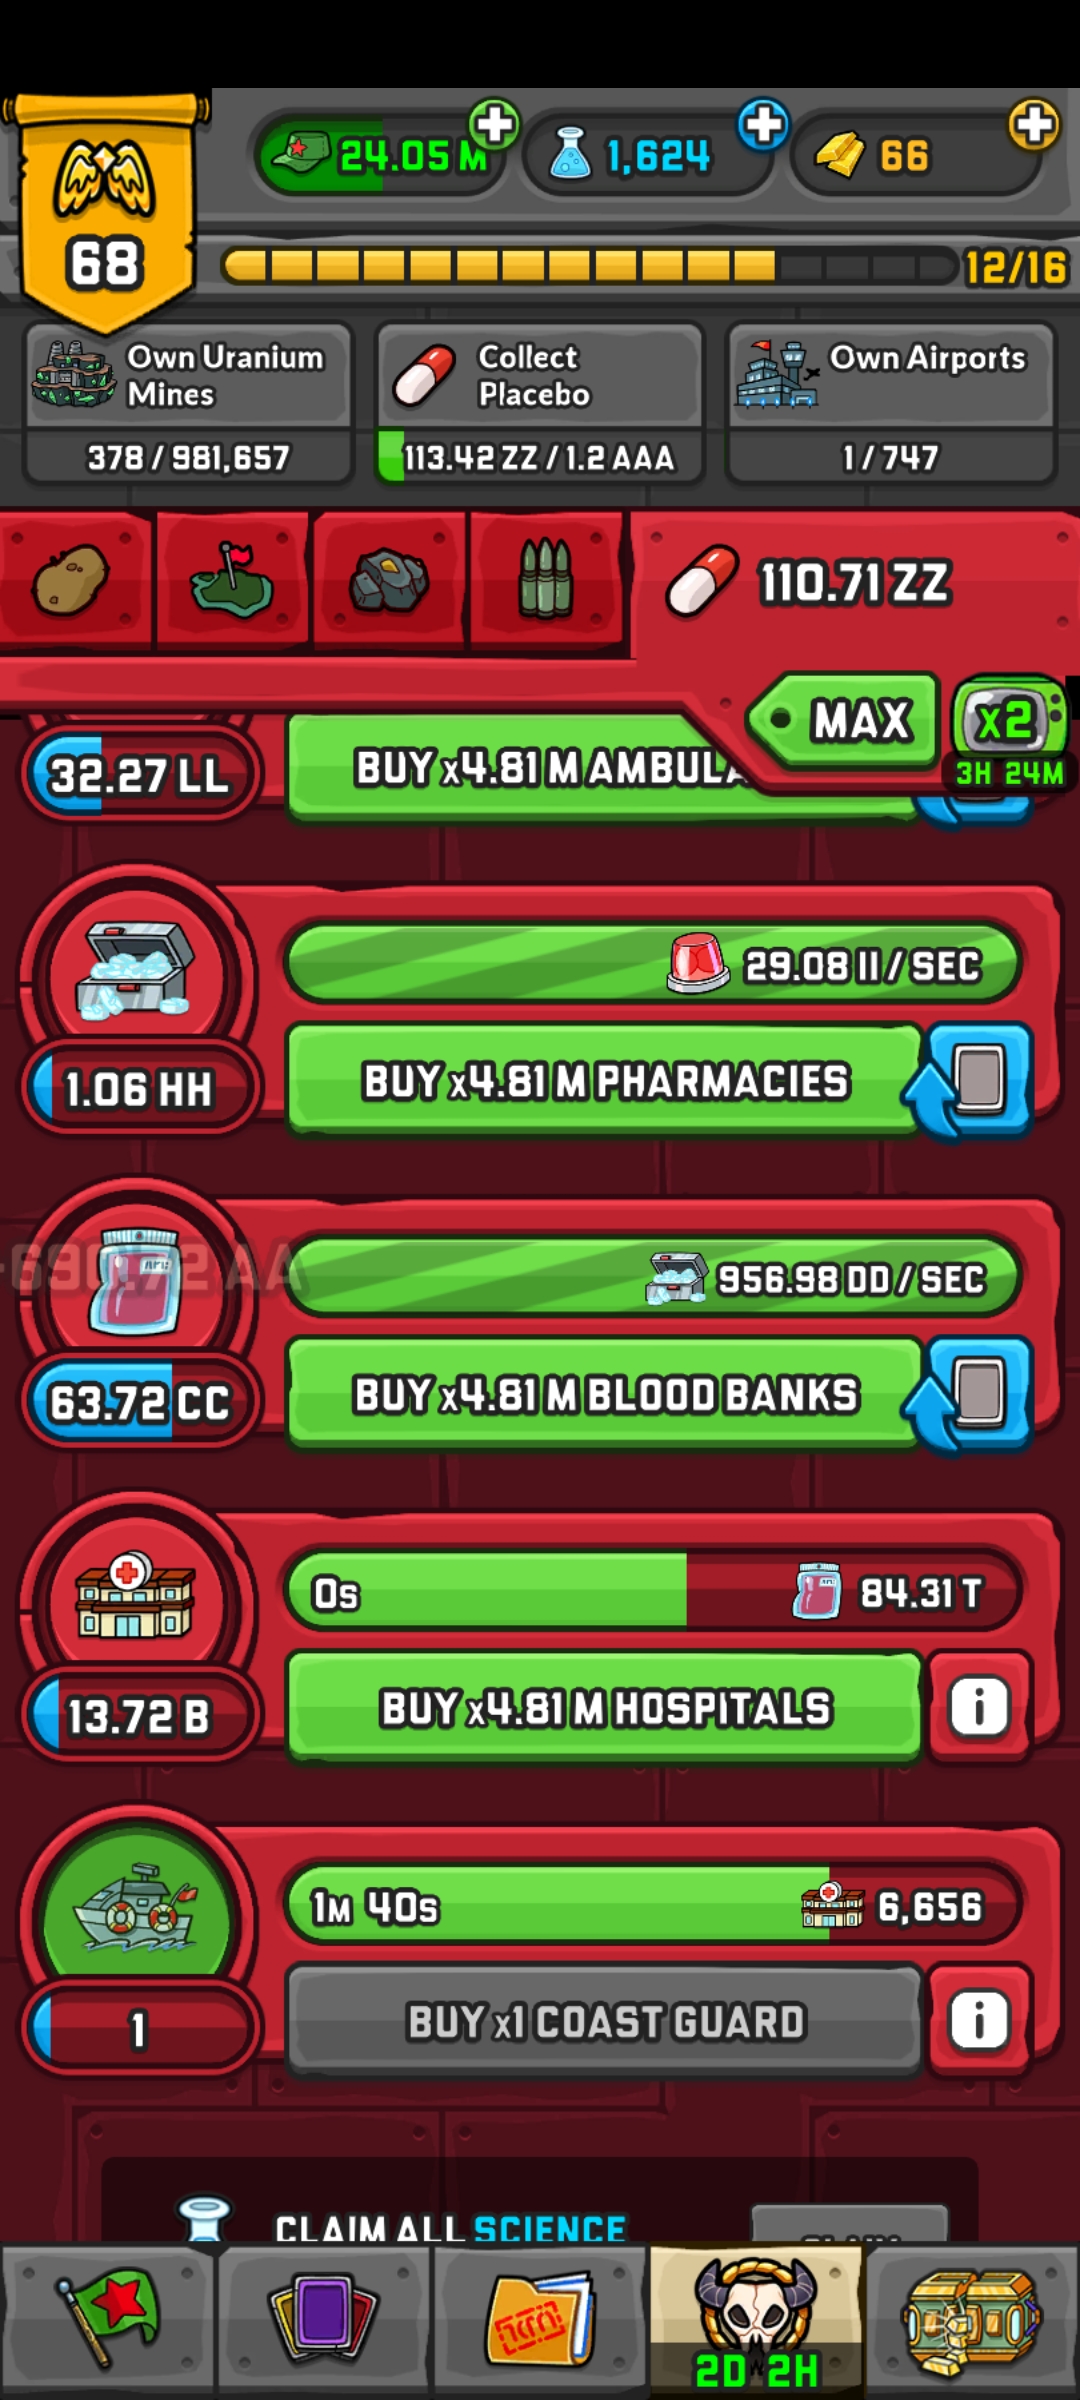 24.05 M
1,624
66
68
12/16
Own Uranium
Mines
378 / 981,657
Collect
Placebo
113.42 ZZ / 1.2 AAA
Own Airports
1 / 747
110.71 ZZ
MAX
x2
3H 24M
32.27 LL
BUY x4.81 M AMBULA
29.08 II / SEC
1.06 HH
BUY x4.81 M PHARMACIES
-690.72 AA
956.98 DD / SEC
63.72 CC
BUY x4.81 M BLOOD BANKS
0s
84.31 T
13.72 B
BUY x4.81 M HOSPITALS
i
1M 40s
6,656
1
BUY x1 COAST GUARD
i
CLAIM ALL SCIENCE
2D 2H